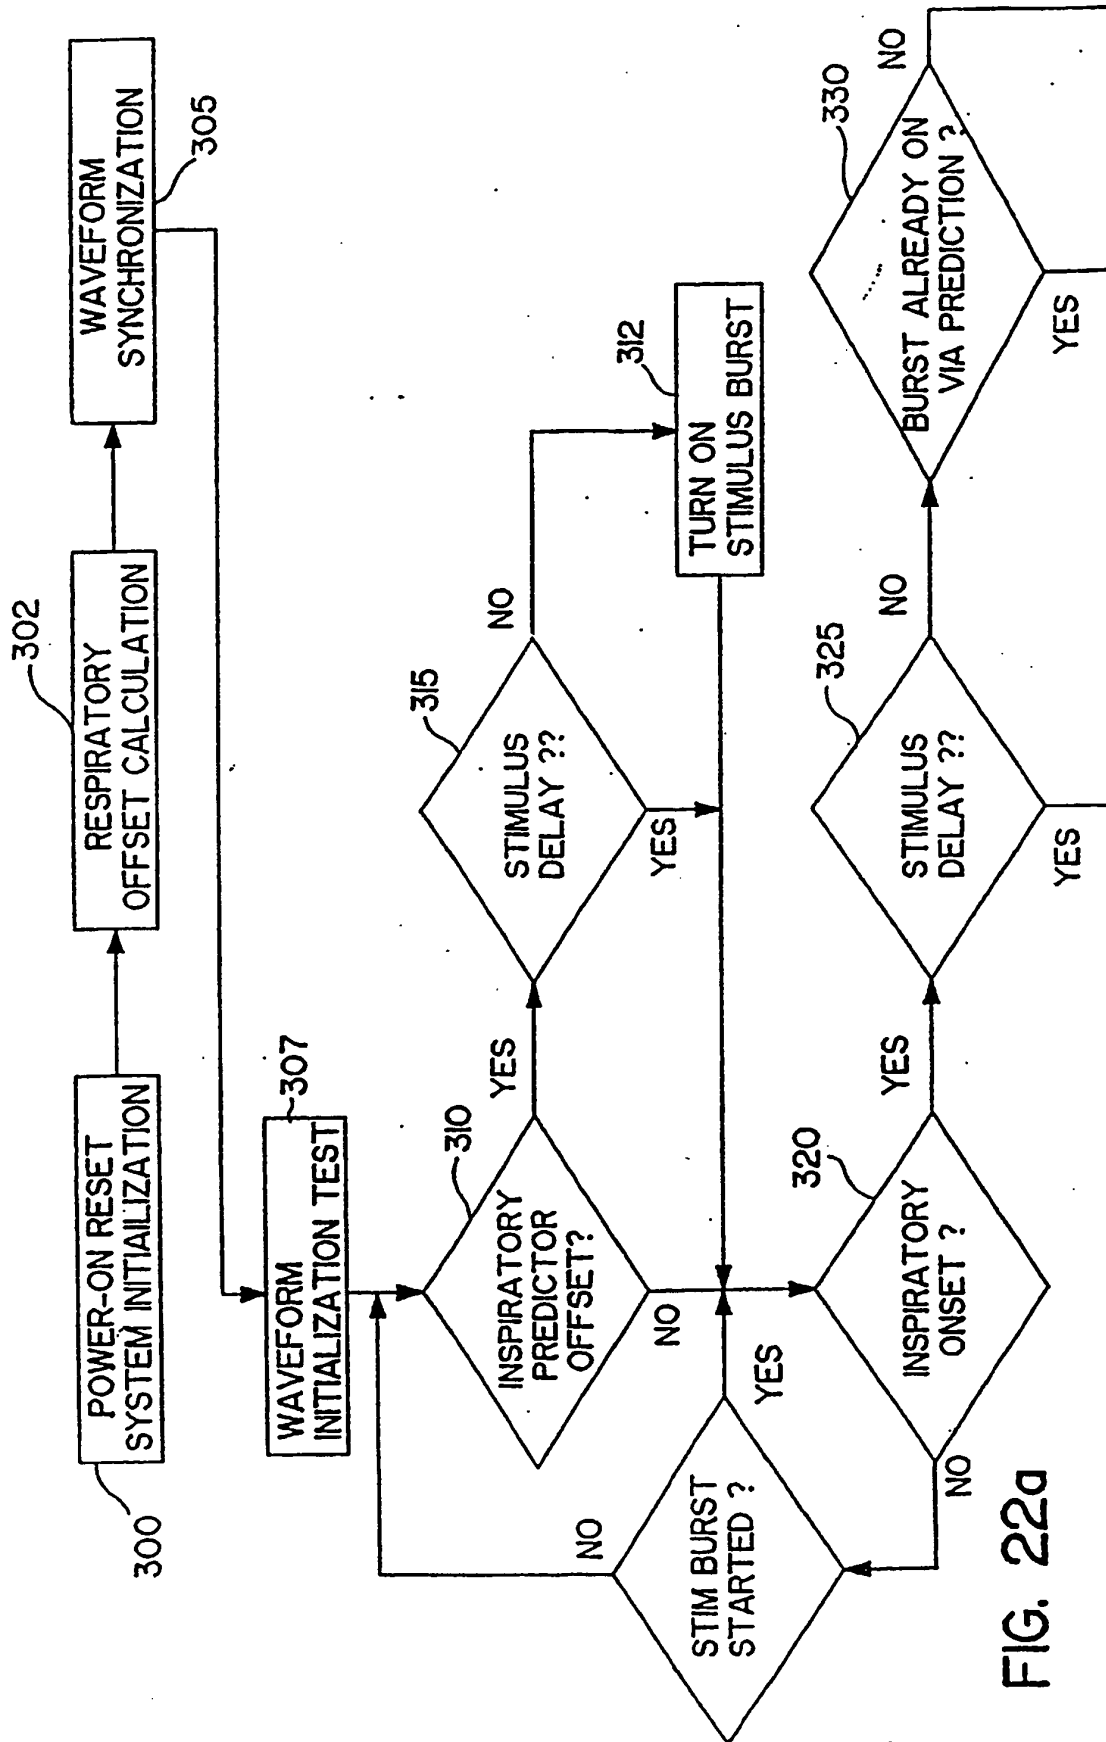 300
POWER-ON RESET
SYSTEM INITIAILIZATION
302
RESPIRATORY
OFFSET CALCULATION
WAVEFORM
SYNCHRONIZATION
305
307
WAVEFORM
INITIALIZATION TEST
310
INSPIRATORY
PREDICTOR
OFFSET?
YES
NO
315
STIMULUS
DELAY ??
NO
YES
312
TURN ON
STIMULUS BURST
STIM BURST
STARTED ?
NO
YES
320
INSPIRATORY
ONSET ?
YES
NO
325
STIMULUS
DELAY ??
NO
YES
330
BURST ALREADY ON
VIA PREDICTION ?
NO
YES
FIG. 22a